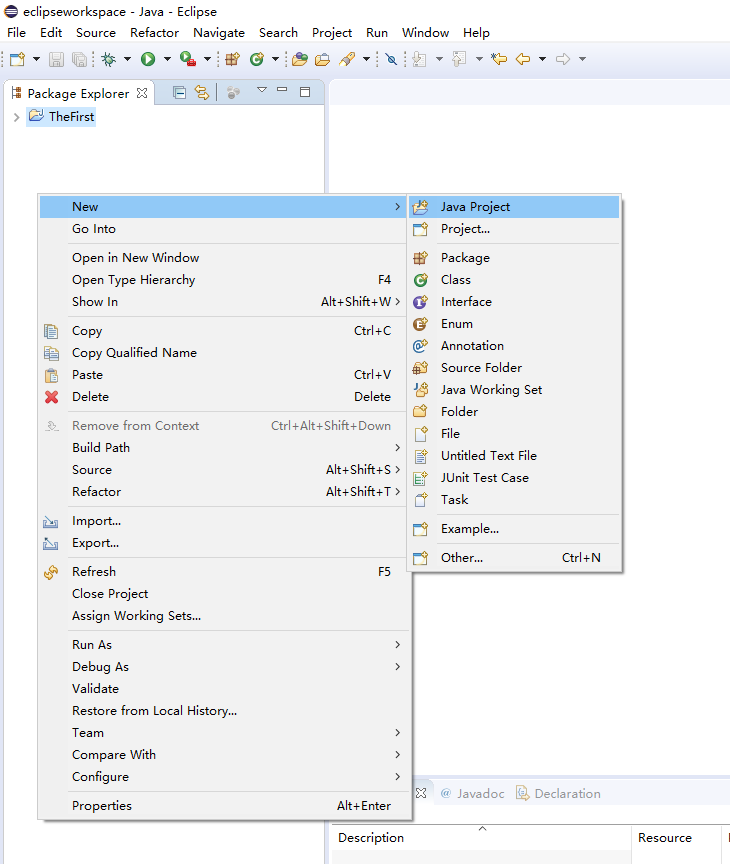 eclipseworkspace - Java - Eclipse
File Edit Source Refactor Navigate Search Project Run Window Help
Package Explorer
TheFirst
New
Go Into
Open in New Window
Open Type Hierarchy F4
Show In Alt+Shift+W
Copy Ctrl+C
Copy Qualified Name
Paste Ctrl+V
Delete Delete
Remove from Context Ctrl+Alt+Shift+Down
Build Path
Source Alt+Shift+S
Refactor Alt+Shift+T
Import...
Export...
Refresh F5
Close Project
Assign Working Sets...
Run As
Debug As
Validate
Restore from Local History...
Team
Compare With
Configure
Properties Alt+Enter
Java Project
Project...
Package
Class
Interface
Enum
Annotation
Source Folder
Java Working Set
Folder
File
Untitled Text File
JUnit Test Case
Task
Example...
Other... Ctrl+N
@ Javadoc Declaration
Description Resource